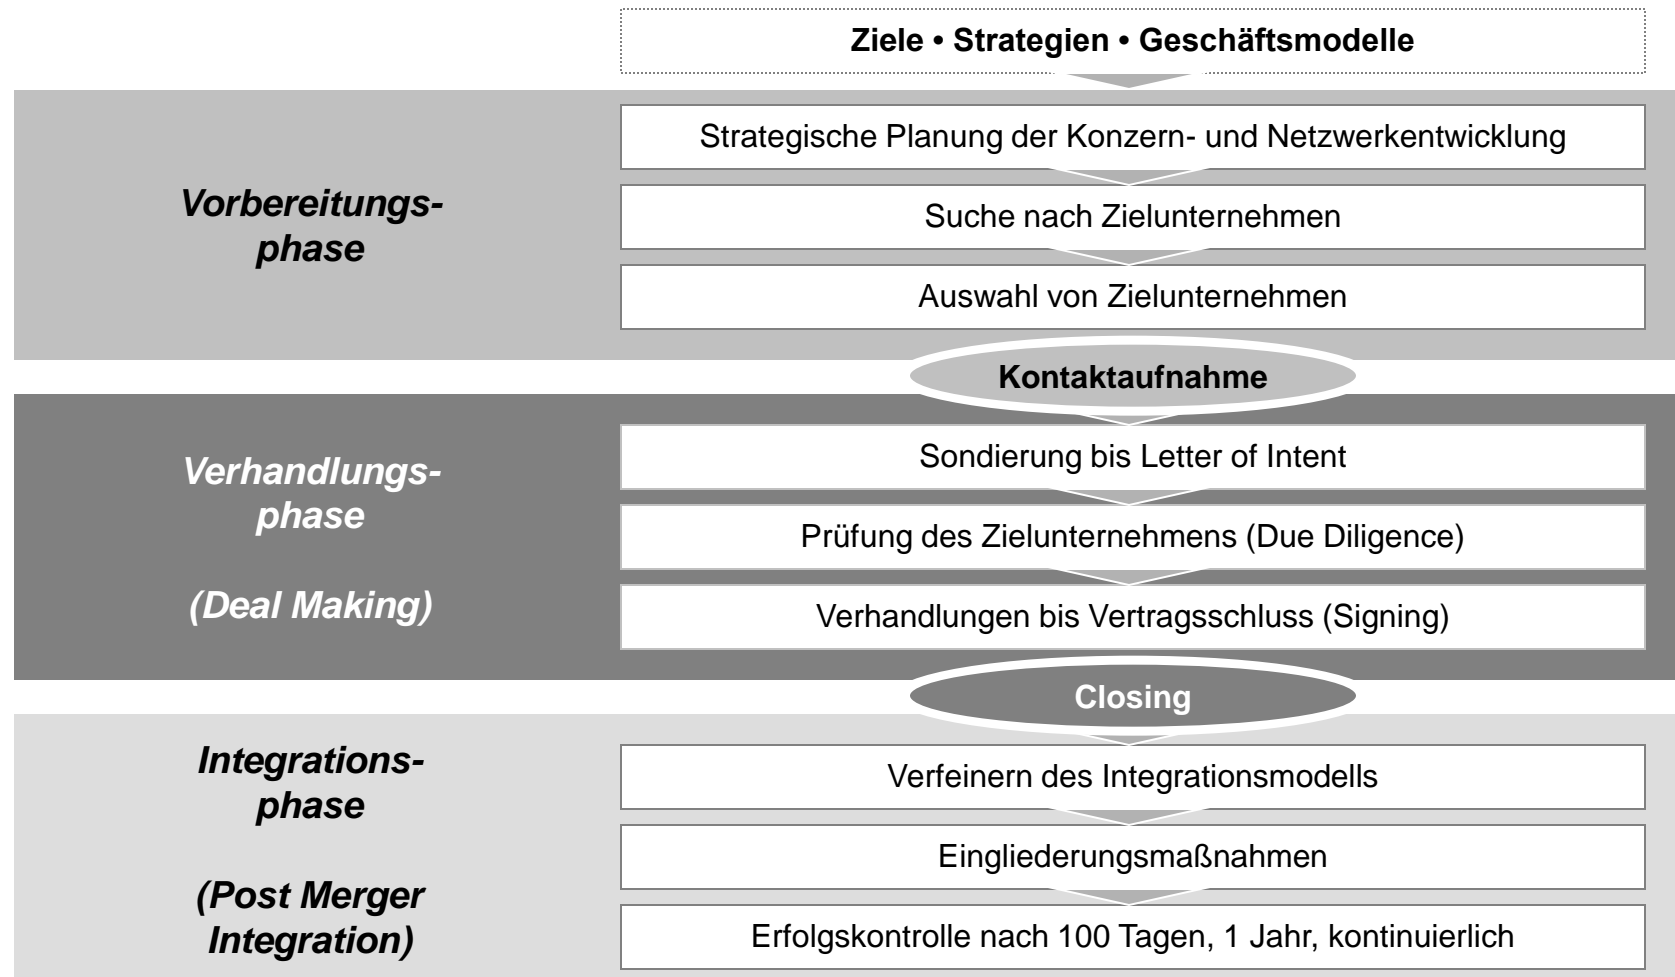 Ziele • Strategien • Geschäftsmodelle
Vorbereitungs-
phase
Strategische Planung der Konzern- und Netzwerkentwicklung
Suche nach Zielunternehmen
Auswahl von Zielunternehmen
Kontaktaufnahme
Verhandlungs-
phase
(Deal Making)
Sondierung bis Letter of Intent
Prüfung des Zielunternehmens (Due Diligence)
Verhandlungen bis Vertragsschluss (Signing)
Closing
Integrations-
phase
(Post Merger
Integration)
Verfeinern des Integrationsmodells
Eingliederungsmaßnahmen
Erfolgskontrolle nach 100 Tagen, 1 Jahr, kontinuierlich